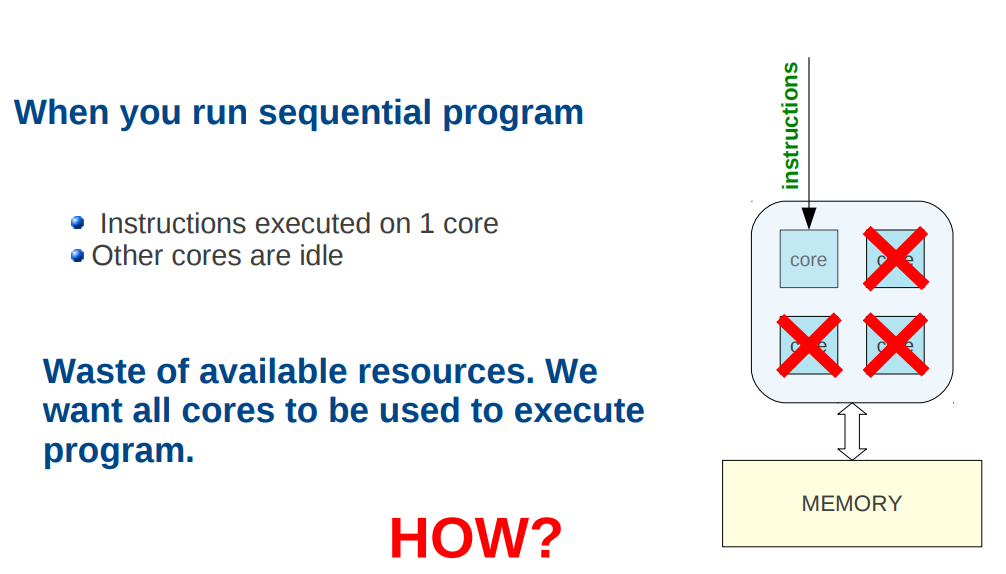 When you run sequential program
Instructions executed on 1 core
Other cores are idle
Waste of available resources. We
want all cores to be used to execute
program.
HOW?
instructions
core
MEMORY